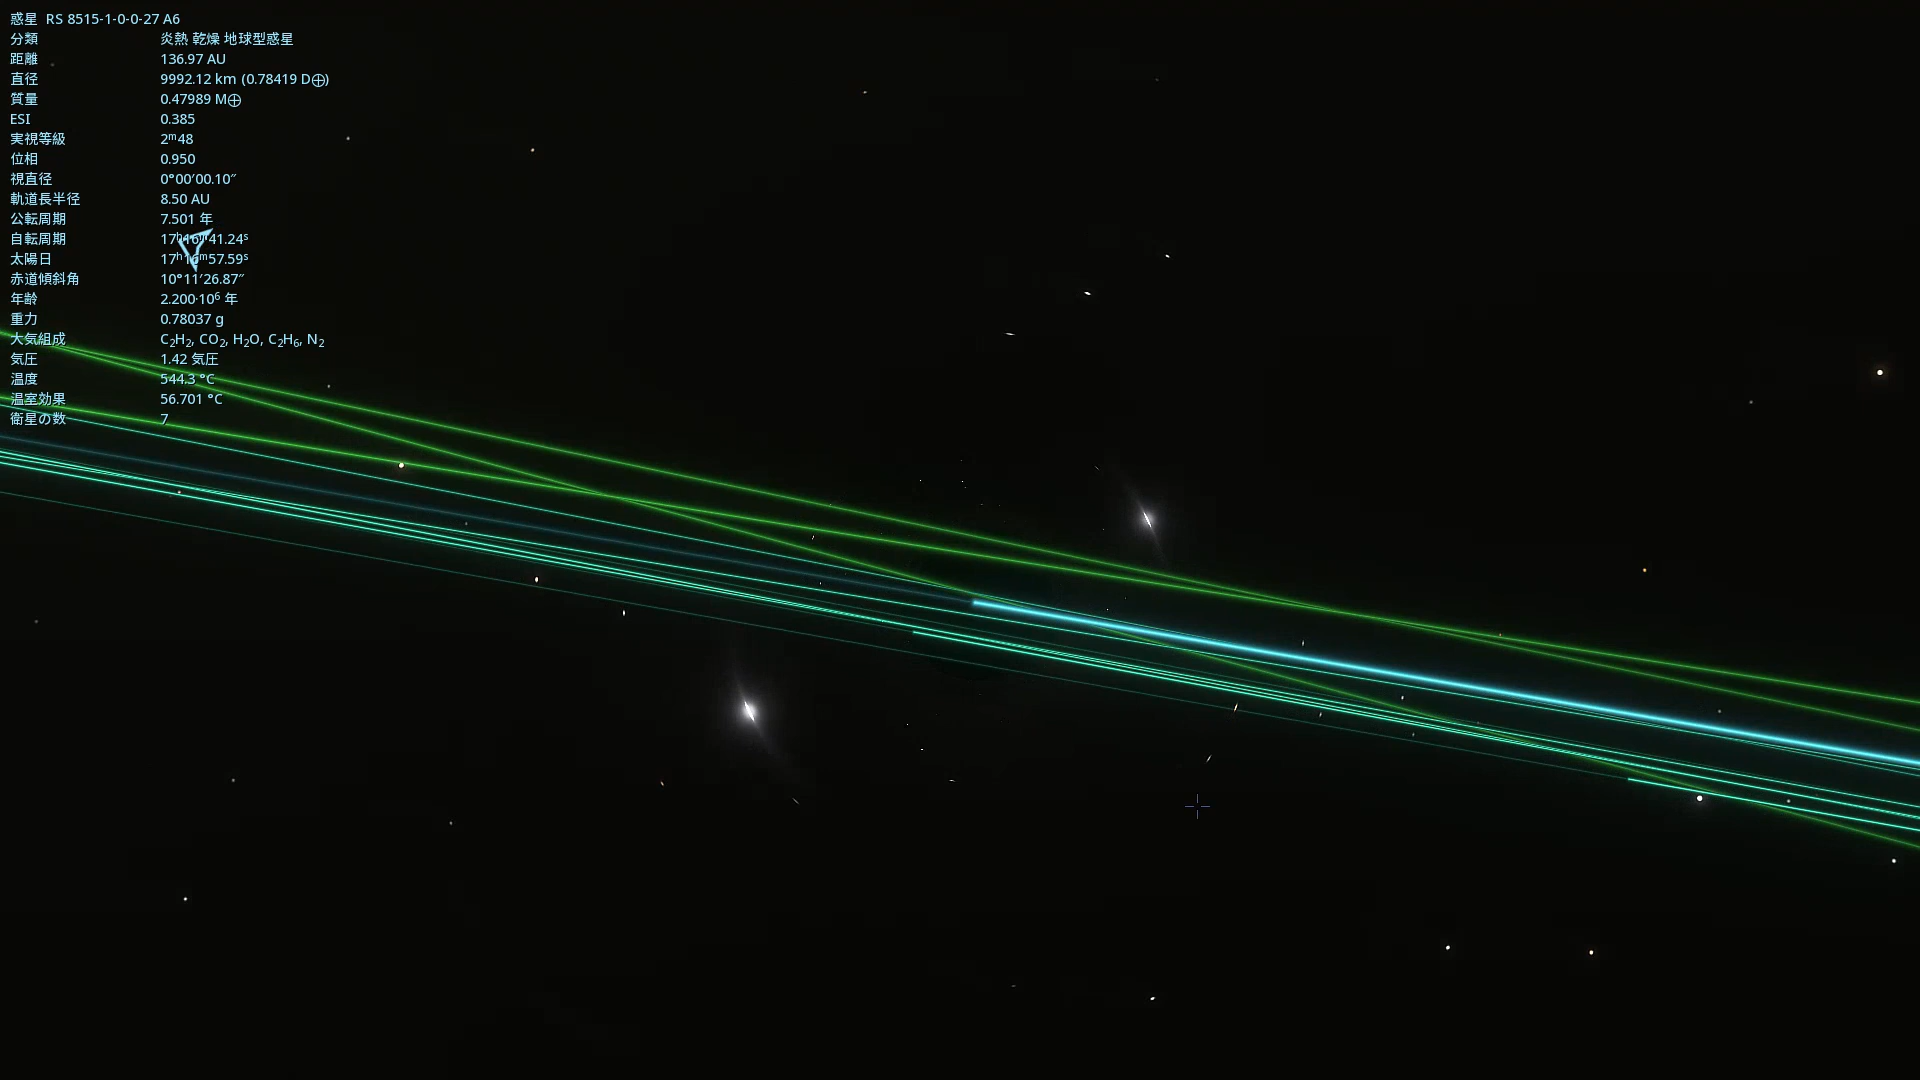 惑星 RS 8515-1-0-0-27 A6
分類 炎熱 乾燥 地球型惑星
距離 136.97 AU
直径 9992.12 km (0.78419 D⊕)
質量 0.47989 M⊕
ESI 0.385
実視等級 2ᵐ48
位相 0.950
視直径 0°00′00.10″
軌道長半径 8.50 AU
公転周期 7.501 年
自転周期 17ʰ16ᵐ41.24ˢ
太陽日 17ʰ16ᵐ57.59ˢ
赤道傾斜角 10°11′26.87″
年齢 2.200·10⁶ 年
重力 0.78037 g
大気組成 C₂H₂, CO₂, H₂O, C₂H₆, N₂
気圧 1.42 気圧
温度 544.3 °C
温室効果 56.701 °C
衛星の数 7